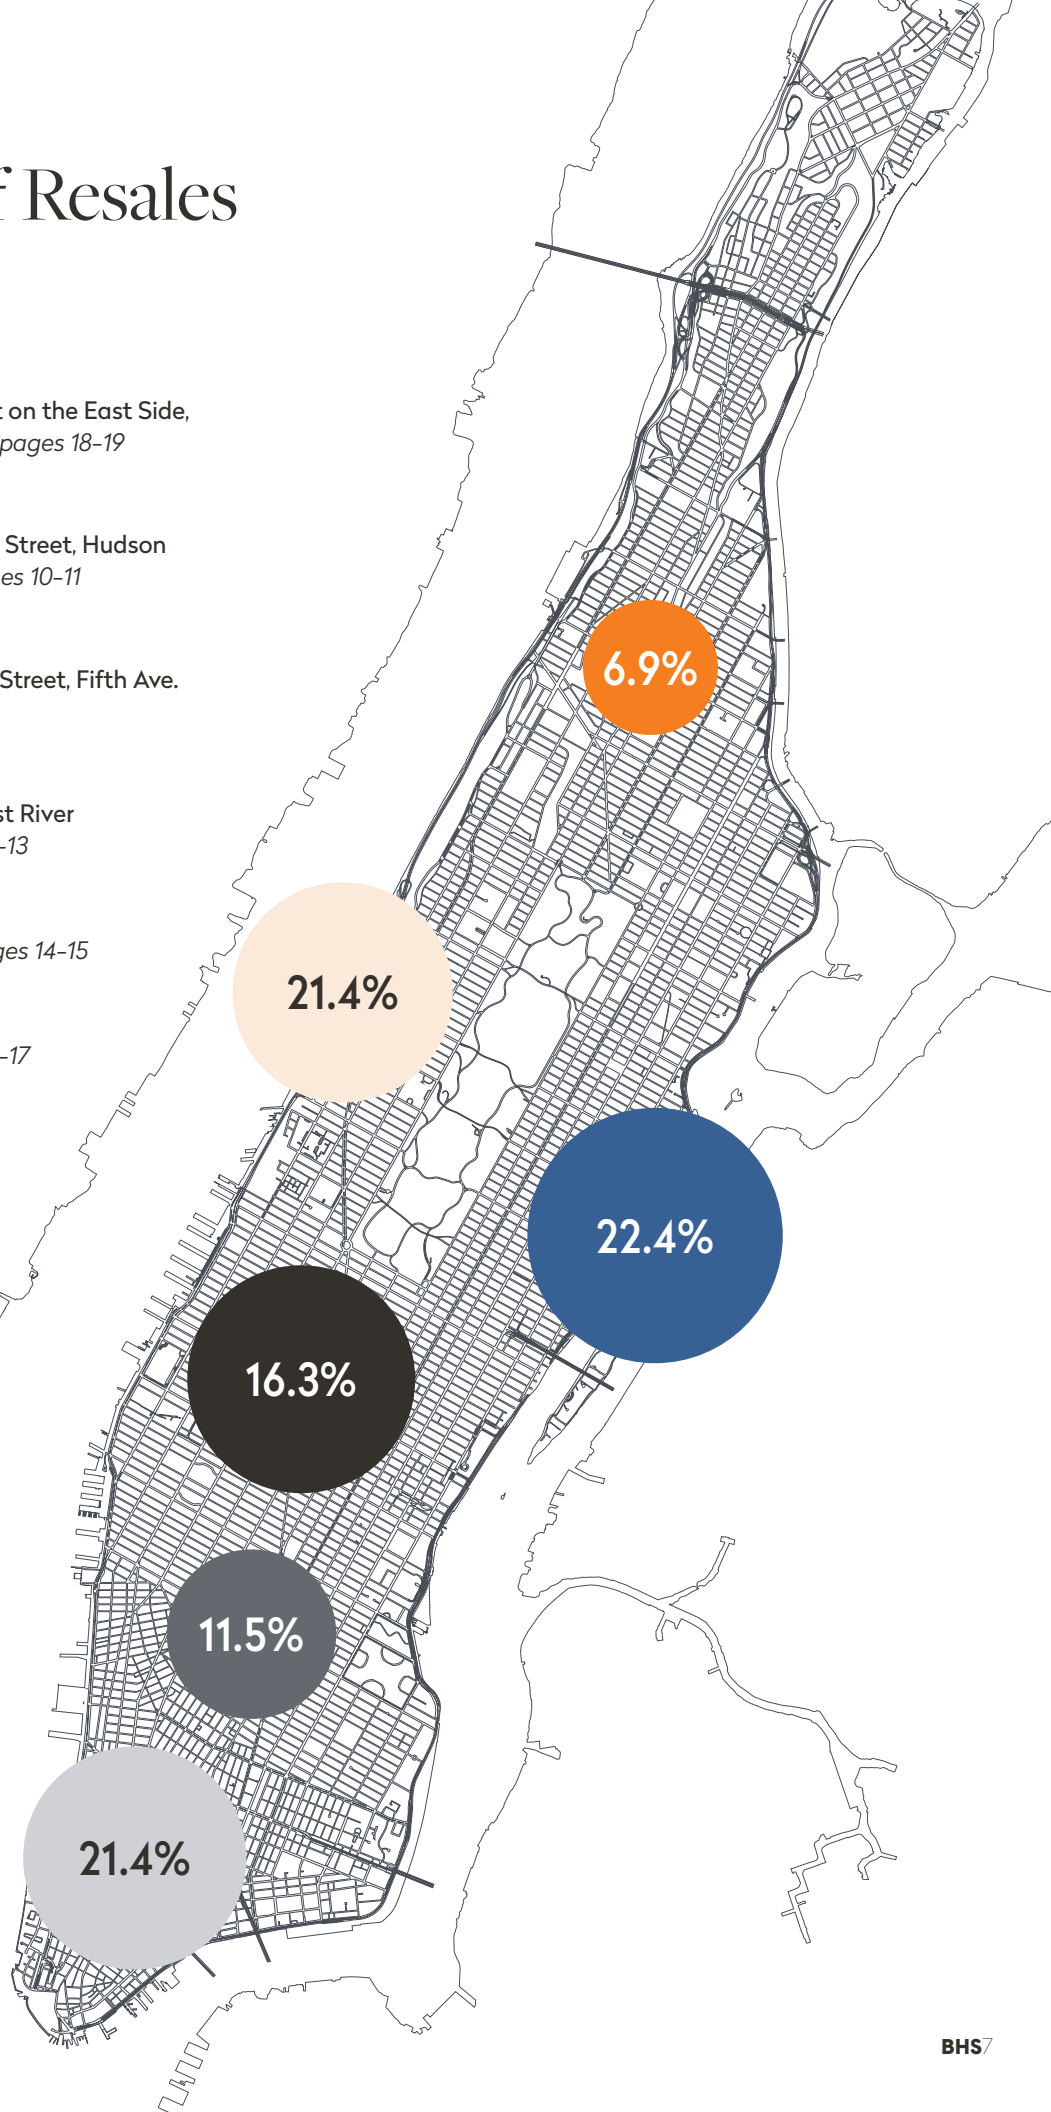 f Resales
t on the East Side,
pages 18-19
Street, Hudson
es 10-11
Street, Fifth Ave.
st River
-13
ges 14-15
-17
6.9%
21.4%
22.4%
16.3%
11.5%
21.4%
BHS7